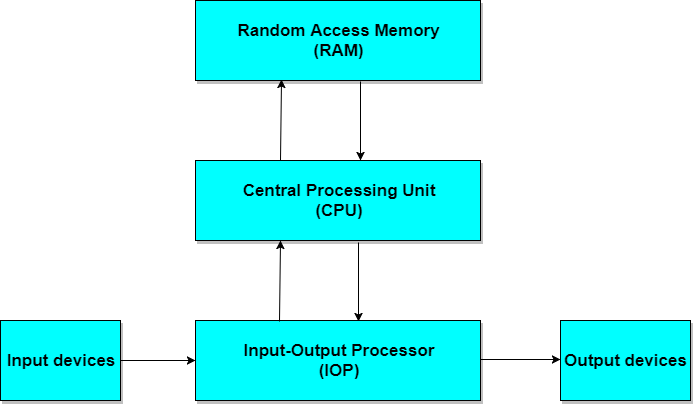 Random Access Memory
(RAM)
Central Processing Unit
(CPU)
Input devices
Input-Output Processor
(IOP)
Output devices